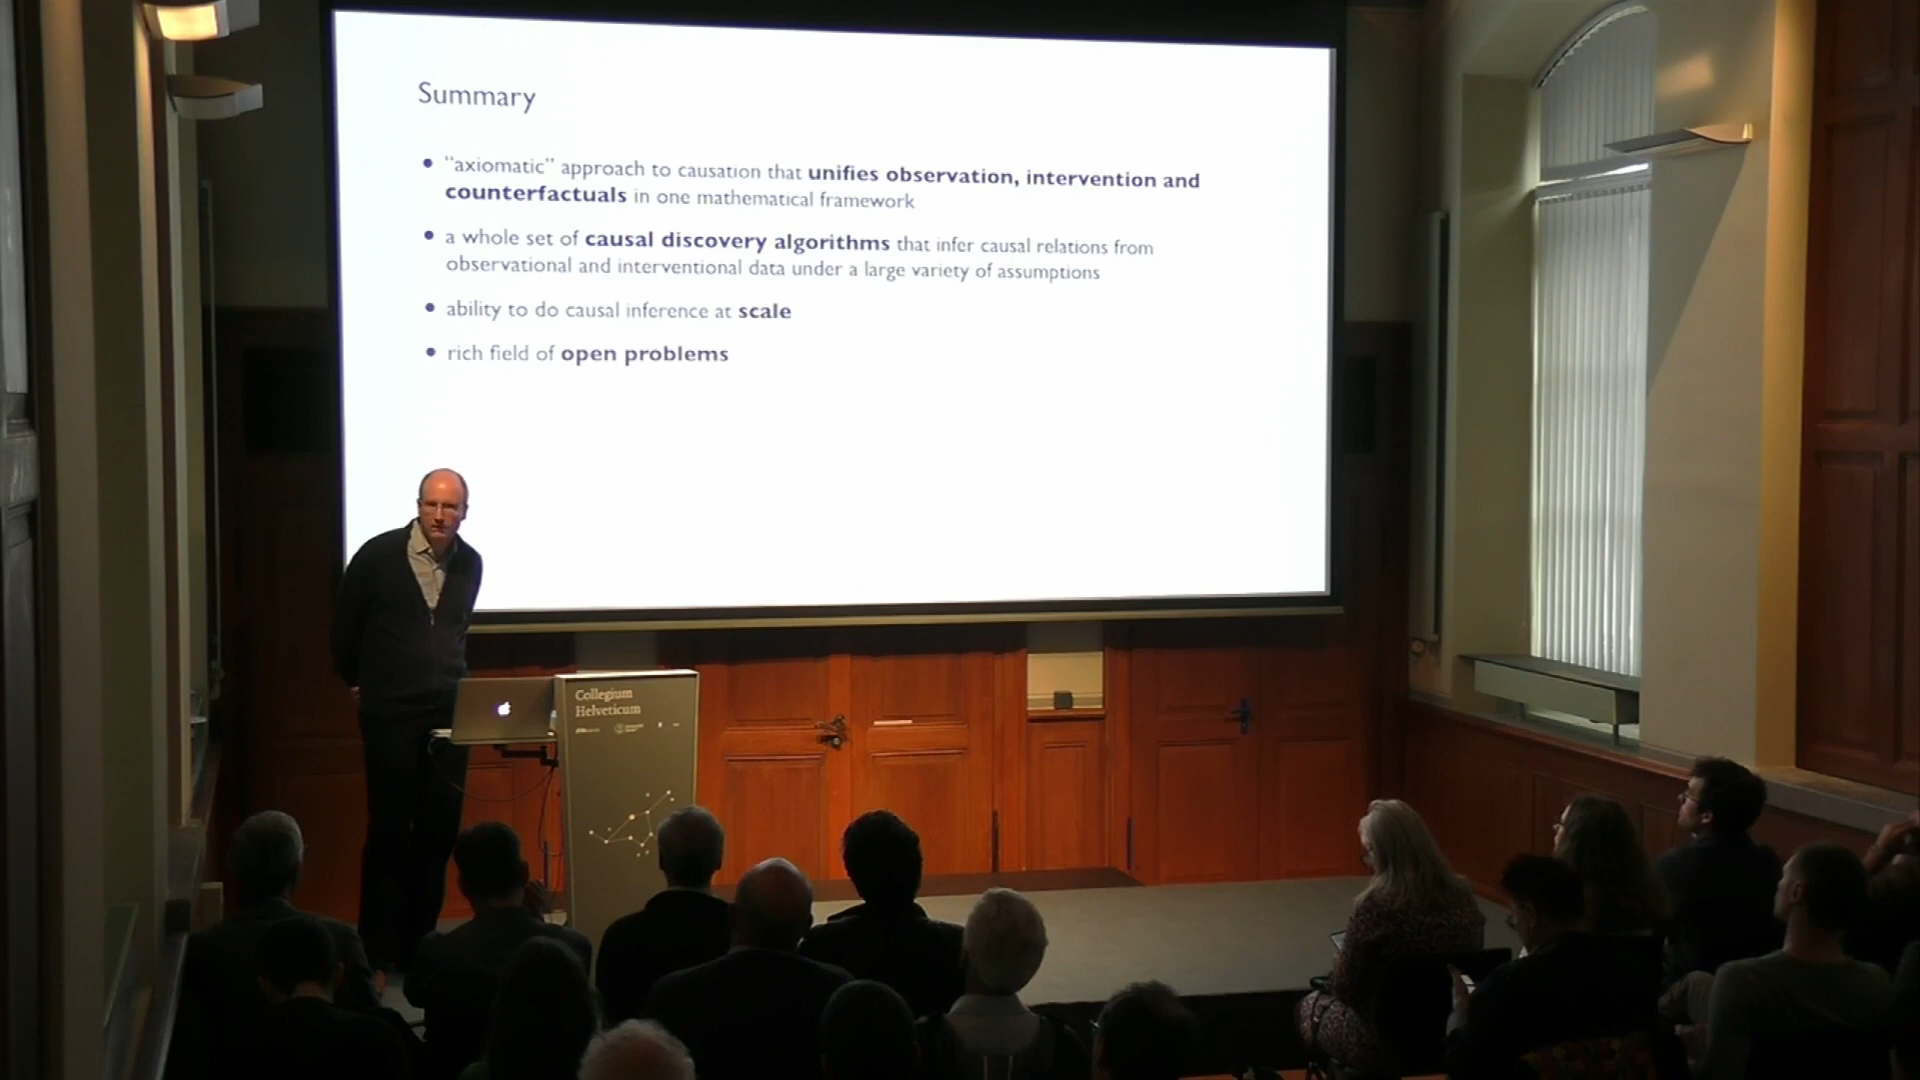 Summary
• “axiomatic” approach to causation that unifies observation, intervention and
counterfactuals in one mathematical framework
• a whole set of causal discovery algorithms that infer causal relations from
observational and interventional data under a large variety of assumptions
• ability to do causal inference at scale
• rich field of open problems
Collegium
Helveticum